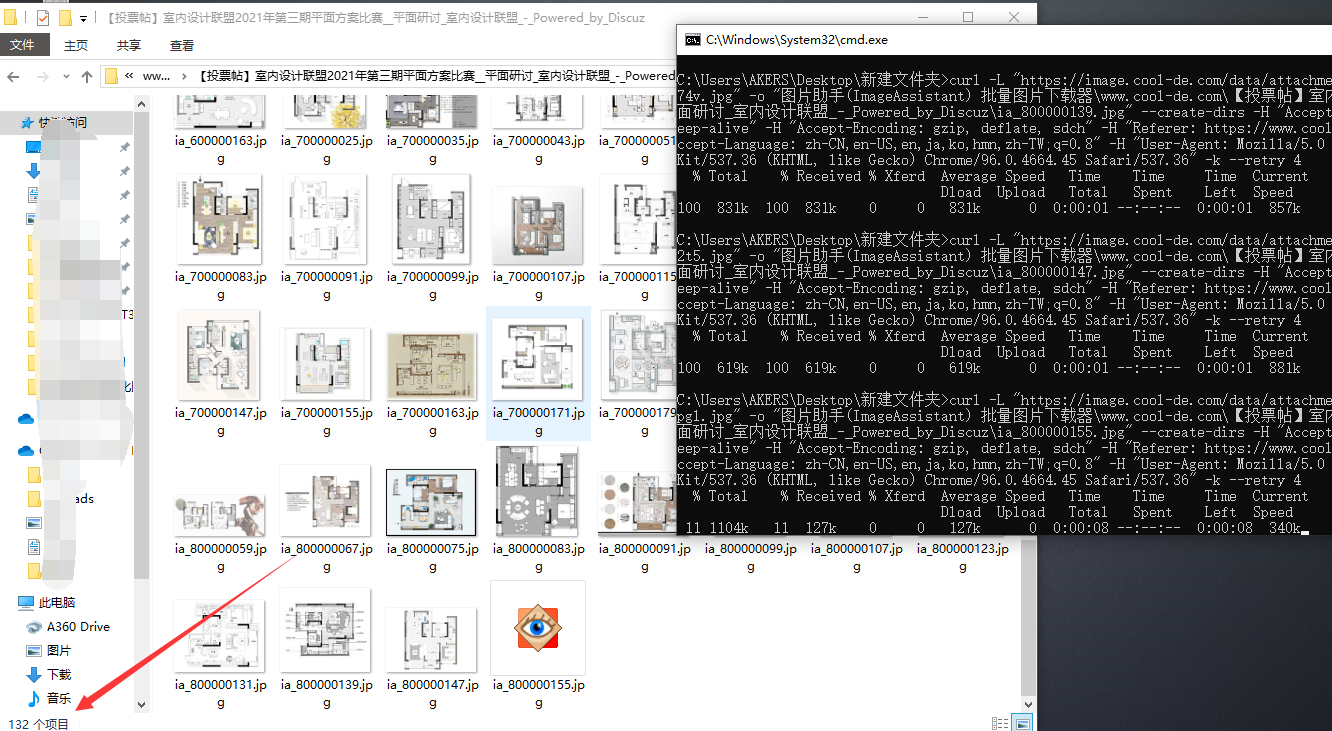 【投票帖】室内设计联盟2021年第三期平面方案比赛__平面研讨_室内设计联盟_-_Powered_by_Discuz
文件 主页 共享 查看
« ww... › 【投票帖】室内设计联盟2021年第三期平面方案比赛__平面研讨_室内设计联盟_-_Powered
ia_600000163.jpg
ia_700000025.jpg
ia_700000035.jpg
ia_700000043.jpg
ia_70000051
ia_700000083.jpg
ia_700000091.jpg
ia_700000099.jpg
ia_700000107.jpg
ia_700000115
ia_700000147.jpg
ia_700000155.jpg
ia_700000163.jpg
ia_700000171.jpg
ia_700000179
ia_800000059.jpg
ia_800000067.jpg
ia_800000075.jpg
ia_800000083.jpg
ia_800000091.jpg
ia_800000099.jpg
ia_800000107.jpg
ia_800000123.jpg
ia_800000131.jpg
ia_800000139.jpg
ia_800000147.jpg
ia_800000155.jpg
T3
ads
此电脑
A360 Drive
图片
下载
音乐
132 个项目
C:\Windows\System32\cmd.exe
C:\Users\AKERS\Desktop\新建文件夹>curl -L "https://image.cool-de.com/data/attachme
74v.jpg" -o "图片助手(ImageAssistant) 批量图片下载器\www.cool-de.com\【投票帖】室内
面研讨_室内设计联盟_-_Powered_by_Discuz\ia_800000139.jpg" --create-dirs -H "Accept
eep-alive" -H "Accept-Encoding: gzip, deflate, sdch" -H "Referer: https://www.cool
ccept-Language: zh-CN,en-US,en,ja,ko,hmn,zh-TW;q=0.8" -H "User-Agent: Mozilla/5.0
Kit/537.36 (KHTML, like Gecko) Chrome/96.0.4664.45 Safari/537.36" -k --retry 4
% Total % Received % Xferd Average Speed Time Time Time Current
Dload Upload Total Spent Left Speed
100 831k 100 831k 0 0 831k 0 0:00:01 --:--:-- 0:00:01 857k
C:\Users\AKERS\Desktop\新建文件夹>curl -L "https://image.cool-de.com/data/attachme
2t5.jpg" -o "图片助手(ImageAssistant) 批量图片下载器\www.cool-de.com\【投票帖】室内
面研讨_室内设计联盟_-_Powered_by_Discuz\ia_800000147.jpg" --create-dirs -H "Accept
eep-alive" -H "Accept-Encoding: gzip, deflate, sdch" -H "Referer: https://www.cool
ccept-Language: zh-CN,en-US,en,ja,ko,hmn,zh-TW;q=0.8" -H "User-Agent: Mozilla/5.0
Kit/537.36 (KHTML, like Gecko) Chrome/96.0.4664.45 Safari/537.36" -k --retry 4
% Total % Received % Xferd Average Speed Time Time Time Current
Dload Upload Total Spent Left Speed
100 619k 100 619k 0 0 619k 0 0:00:01 --:--:-- 0:00:01 881k
C:\Users\AKERS\Desktop\新建文件夹>curl -L "https://image.cool-de.com/data/attachme
pgl.jpg" -o "图片助手(ImageAssistant) 批量图片下载器\www.cool-de.com\【投票帖】室内
面研讨_室内设计联盟_-_Powered_by_Discuz\ia_800000155.jpg" --create-dirs -H "Accept
eep-alive" -H "Accept-Encoding: gzip, deflate, sdch" -H "Referer: https://www.cool
ccept-Language: zh-CN,en-US,en,ja,ko,hmn,zh-TW;q=0.8" -H "User-Agent: Mozilla/5.0
Kit/537.36 (KHTML, like Gecko) Chrome/96.0.4664.45 Safari/537.36" -k --retry 4
% Total % Received % Xferd Average Speed Time Time Time Current
Dload Upload Total Spent Left Speed
11 1104k 11 127k 0 0 127k 0 0:00:08 --:--:-- 0:00:08 340k